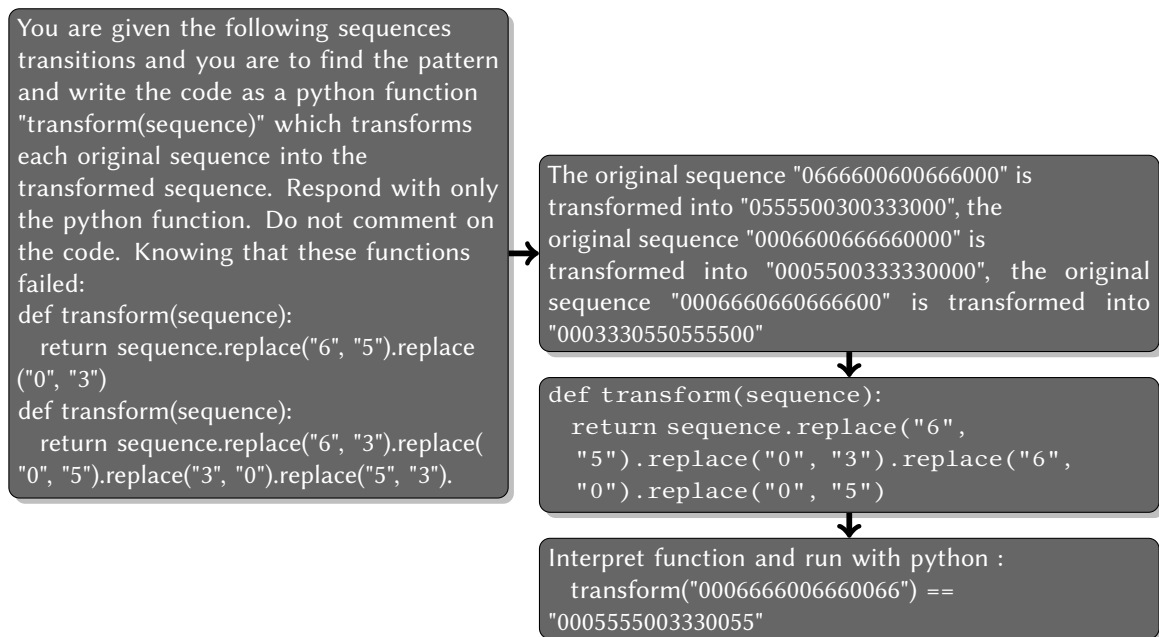 You are given the following sequences
transitions and you are to find the pattern
and write the code as a python function
"transform(sequence)" which transforms
each original sequence into the
transformed sequence. Respond with only
the python function. Do not comment on
the code. Knowing that these functions
failed:
def transform(sequence):
return sequence.replace("6", "5").replace
("0", "3")
def transform(sequence):
return sequence.replace("6", "3").replace(
"0", "5").replace("3", "0").replace("5", "3").
The original sequence "0666600600666000" is
transformed into "0555500300333000", the
original sequence "0006600666660000" is
transformed into "0005500333330000", the original
sequence "0006660660666600" is transformed into
"0003330550555500"
def transform(sequence):
return sequence.replace("6",
"5").replace("0", "3").replace("6",
"0").replace("0", "5")
Interpret function and run with python :
transform("0006666006660066") ==
"0005555003330055"